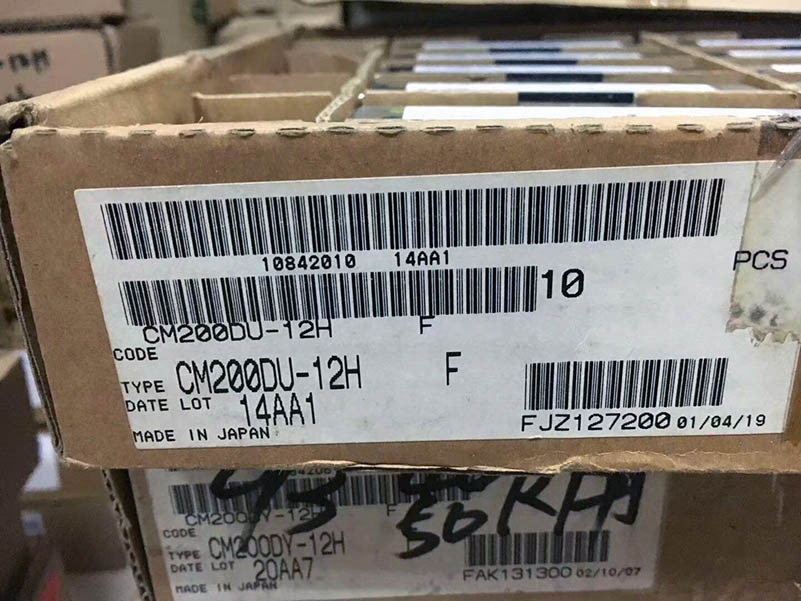 10842010 14AA1
10 PCS
CM200DU-12H F
CODE
TYPE CM200DU-12H F
DATE LOT 14AA1
FJZ127200 01/04/19
MADE IN JAPAN
CM200DY-12H F
CODE
50
TYPE CM200DY-12H
DATE LOT 20AA7
FAK131300 02/10/07
MADE IN JAPAN